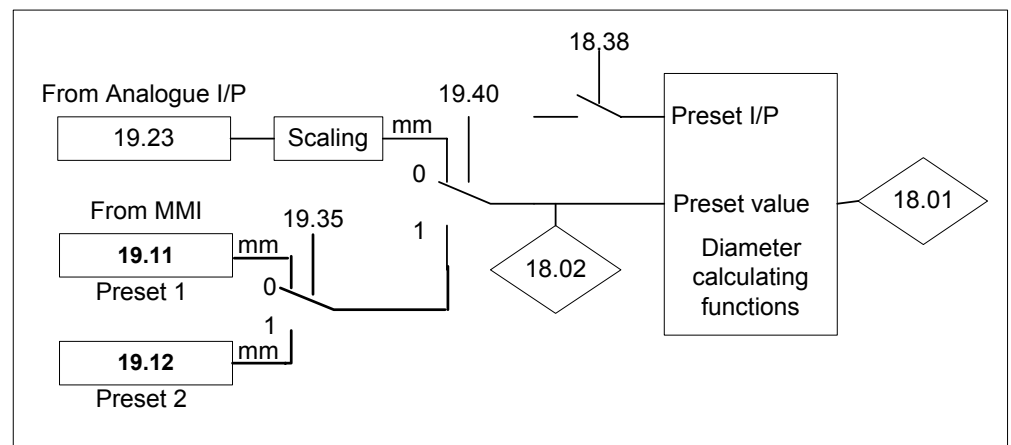 18.38
From Analogue I/P
19.40
19.23
Scaling
mm
Preset I/P
0
From MMI
19.35
Preset value
18.01
19.11
mm
1
Preset 1
0
18.02
Diameter
calculating
functions
1
19.12
mm
Preset 2